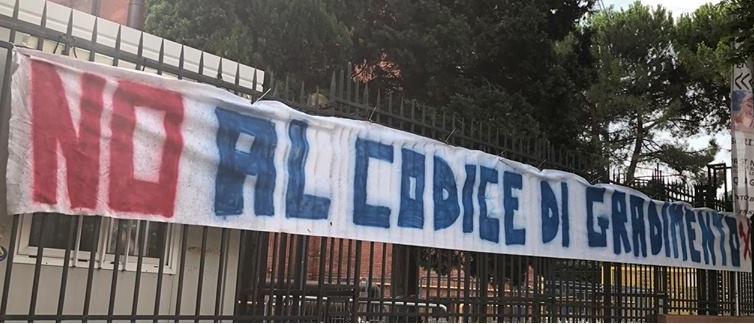 NO AL CODICE DI GRADIMENTO